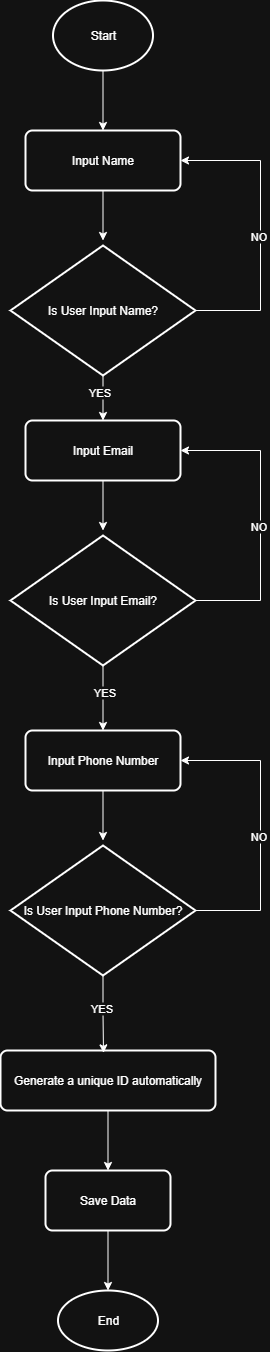 Start
Input Name
NO
Is User Input Name?
YES
Input Email
NO
Is User Input Email?
YES
Input Phone Number
NO
Is User Input Phone Number?
YES
Generate a unique ID automatically
Save Data
End